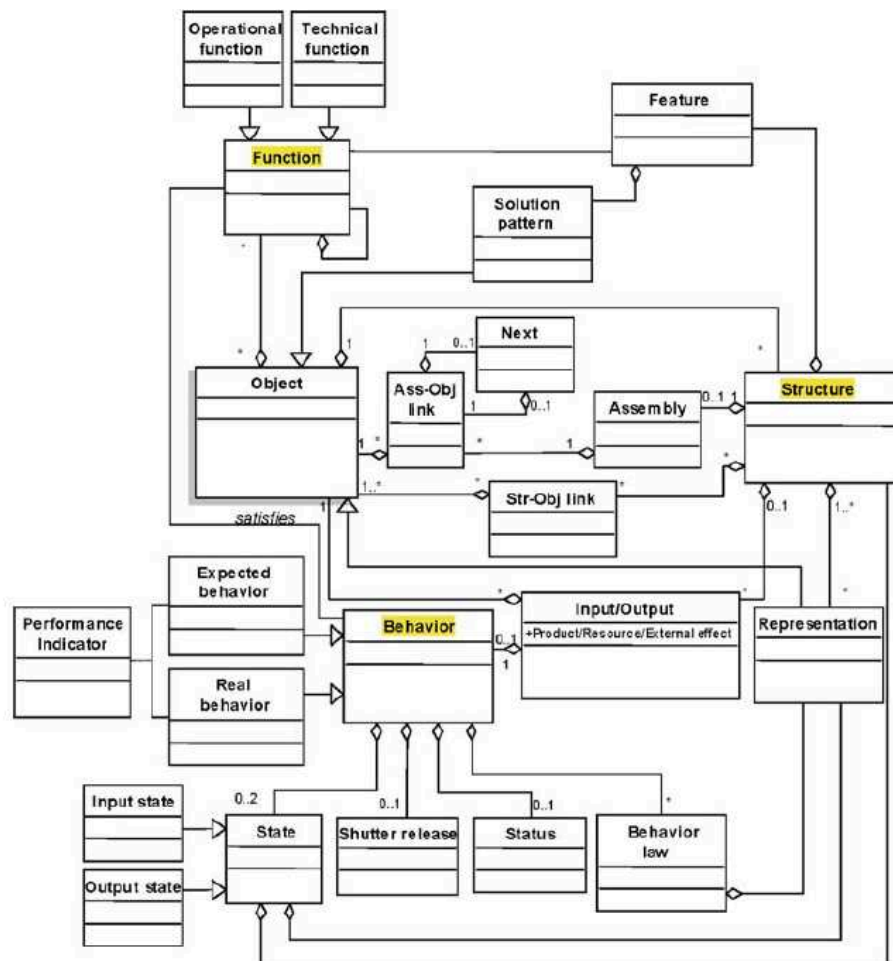 Operational
function
Technical
function
Feature
Function
Solution
pattern
*
*
1
1
0..1
Next
*
Object
Ass-Obj
link
1
0..1
Assembly
0..1
1
Structure
1
*
*
1
1..*
*
Str-Obj link
*
*
1
0..1
1..*
satisfies
Expected
behavior
*
Input/Output
*
*
Performance
Indicator
Behavior
0..1
+Product/Resource/External effect
Representation
1
Real
behavior
0..2
0..1
0..1
*
Input state
State
Shutter release
Status
Behavior
law
Output state